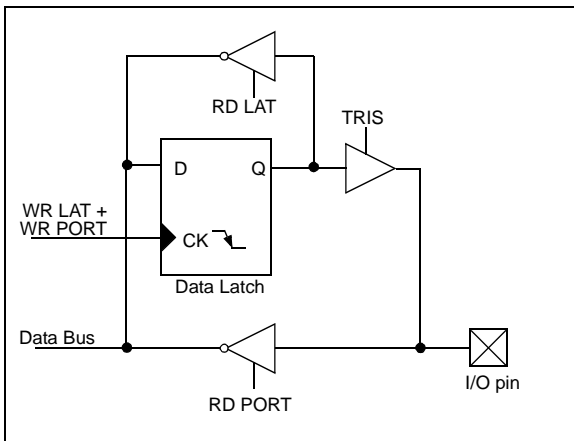 RD LAT
TRIS
D
Q
WR LAT +
WR PORT
CK
Data Latch
Data Bus
RD PORT
I/O pin